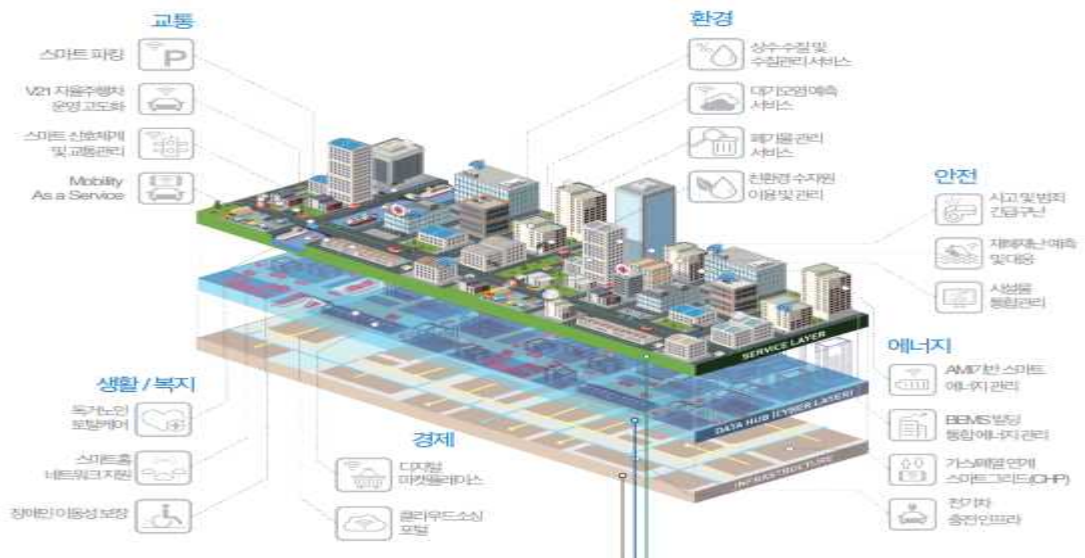 교통
스마트 파킹
V2I 자율주행차
운영 고도화
스마트 신호체계
및 교통관리
Mobility
As a Service
환경
상수 수질 및
수질관리 서비스
대기오염 예측
서비스
폐기물 관리
서비스
친환경 수자원
이용 및 관리
안전
사고 및 범죄
긴급구난
재해재난 예측
및 대응
시설물
통합관리
SERVICE LAYER
DATA HUB (CYBER LAYER)
INFRASTRUCTURE
에너지
AMI기반 스마트
에너지 관리
BEMS 빌딩
통합 에너지 관리
가스/폐열 연계
스마트그리드(CHP)
전기차
충전 인프라
생활 / 복지
독거노인
토탈케어
스마트홈
네트워크 지원
장애인 이동성 보장
경제
디지털
마켓플레이스
클라우드소싱
포털